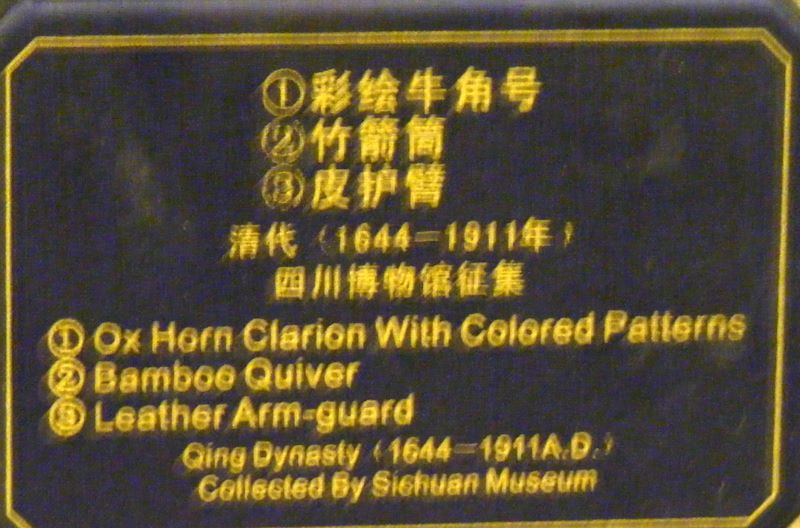 ①彩绘牛角号
②竹箭筒
③皮护臂
清代（1644－1911年）
四川博物馆征集
① Ox Horn Clarion With Colored Patterns
② Bamboo Quiver
③ Leather Arm-guard
Qing Dynasty（1644－1911A.D.）
Collected By Sichuan Museum